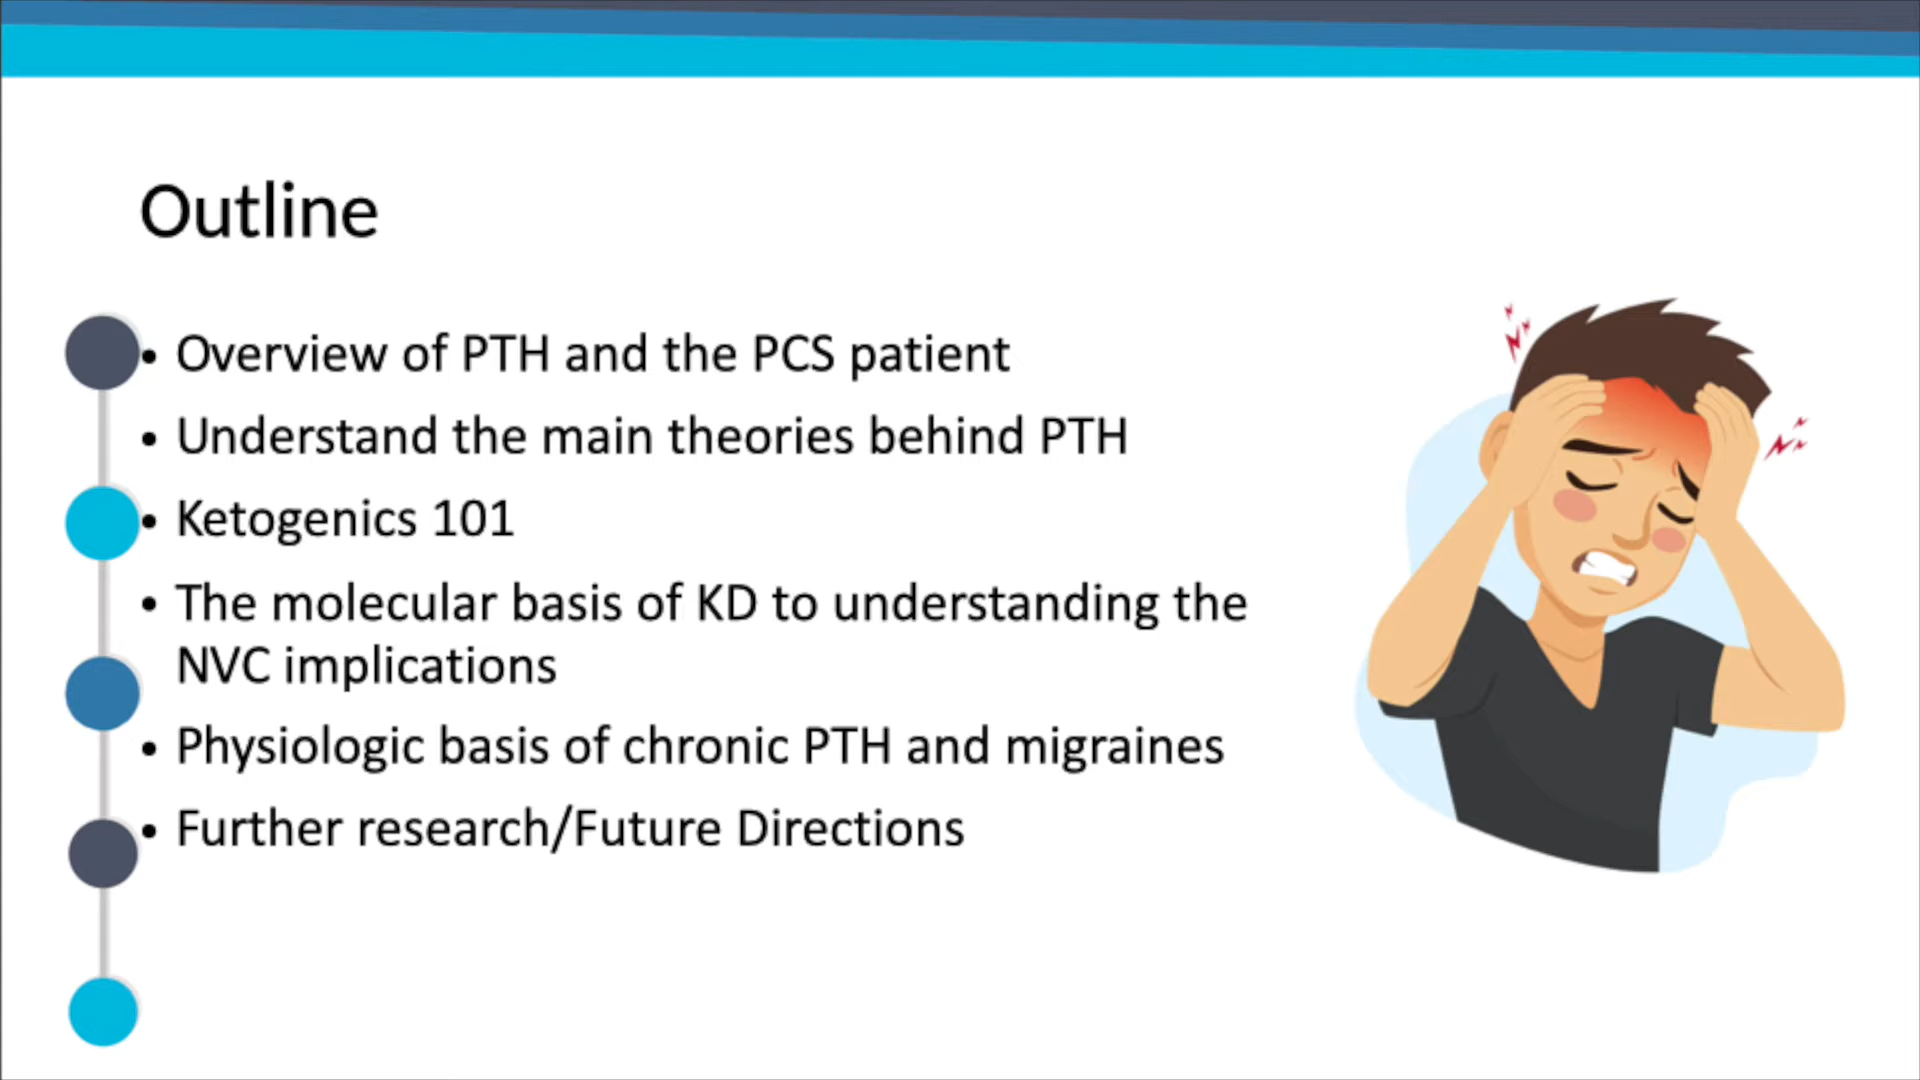 Outline
• Overview of PTH and the PCS patient
• Understand the main theories behind PTH
• Ketogenics 101
• The molecular basis of KD to understanding the
NVC implications
• Physiologic basis of chronic PTH and migraines
• Further research/Future Directions